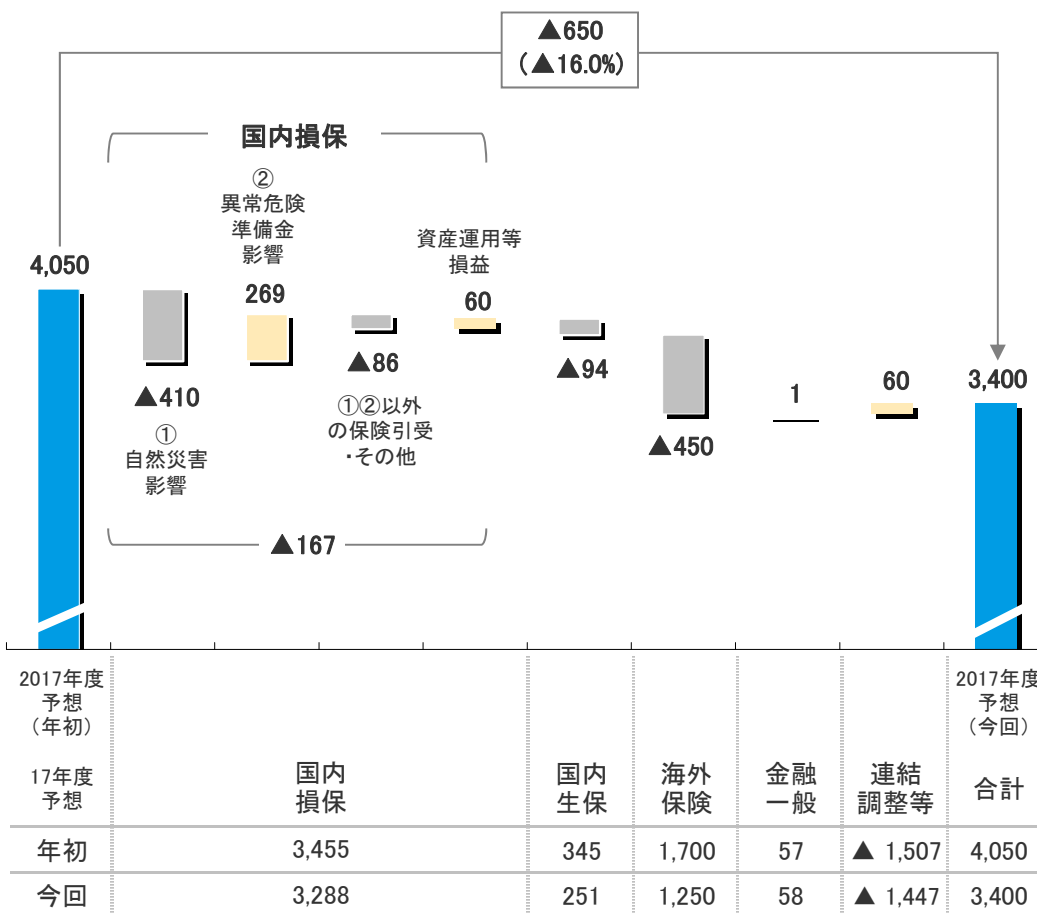 ▲650
(▲16.0%)
国内損保
②
異常危険
準備金
影響
資産運用等
損益
4,050
269
60
▲410
①
自然災害
影響
▲86
①②以外
の保険引受
・その他
▲94
▲450
1
60
3,400
▲167
2017年度
予想
（年初）
2017年度
予想
(今回)
17年度
予想
国内
損保
国内
生保
海外
保険
金融
一般
連結
調整等
合計
年初 3,455 345 1,700 57 ▲ 1,507 4,050
今回 3,288 251 1,250 58 ▲ 1,447 3,400